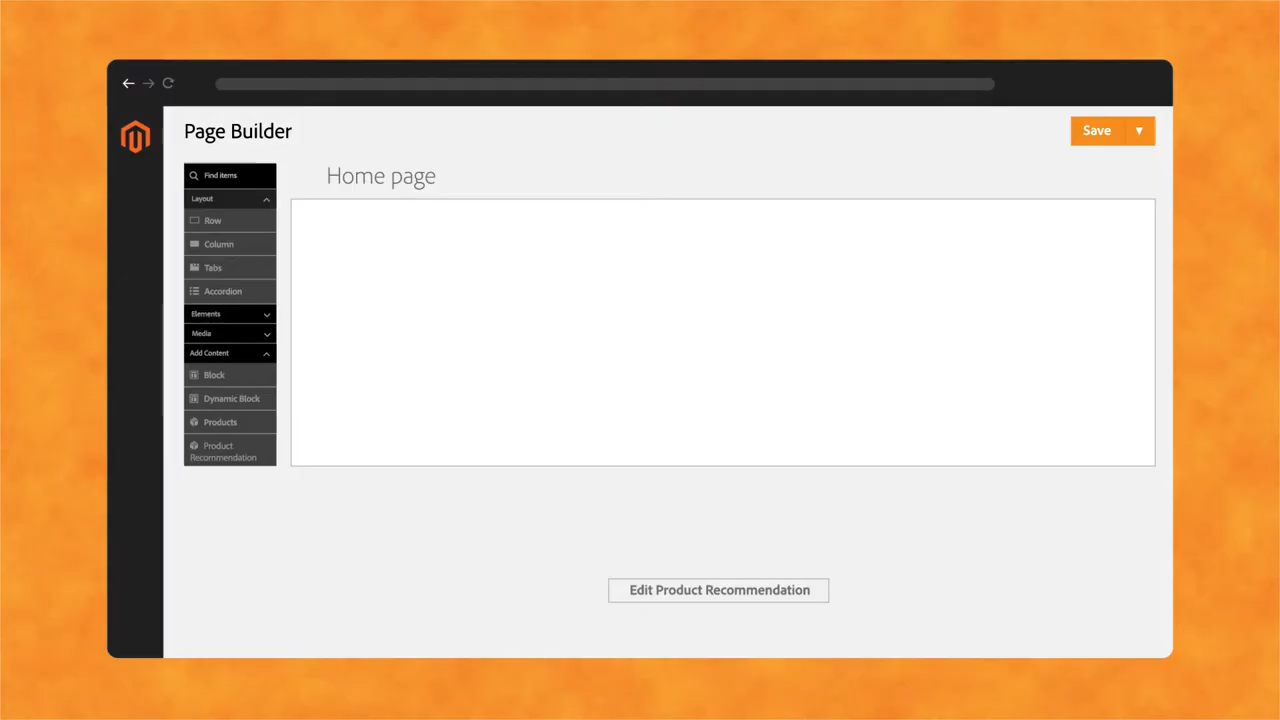 Page Builder
Save
Find items
Home page
Layout
Row
Column
Tabs
Accordion
Elements
Media
Add Content
Block
Dynamic Block
Products
Product
Recommendation
Edit Product Recommendation